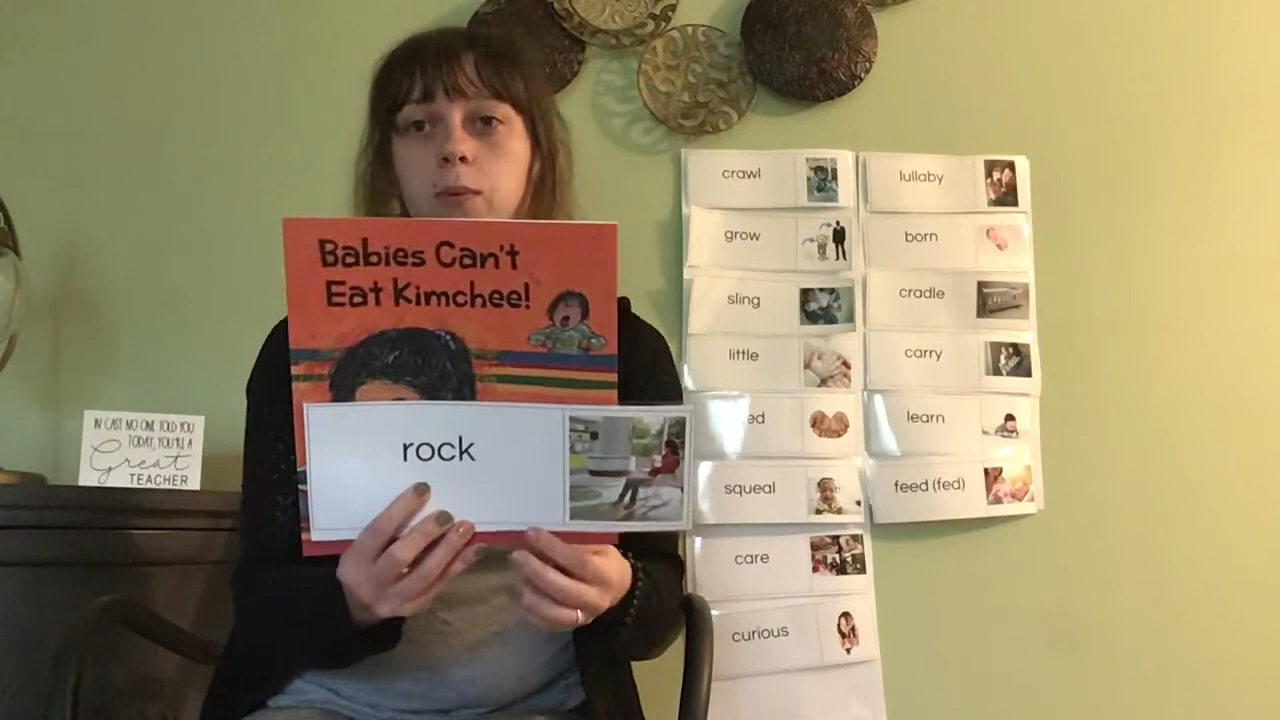 Babies Can't
Eat Kimchee!
rock
IN CASE NO ONE TOLD YOU
TODAY, YOU'RE A
Great
TEACHER
crawl
grow
sling
little
squeal
care
curious
lullaby
born
cradle
carry
learn
feed (fed)